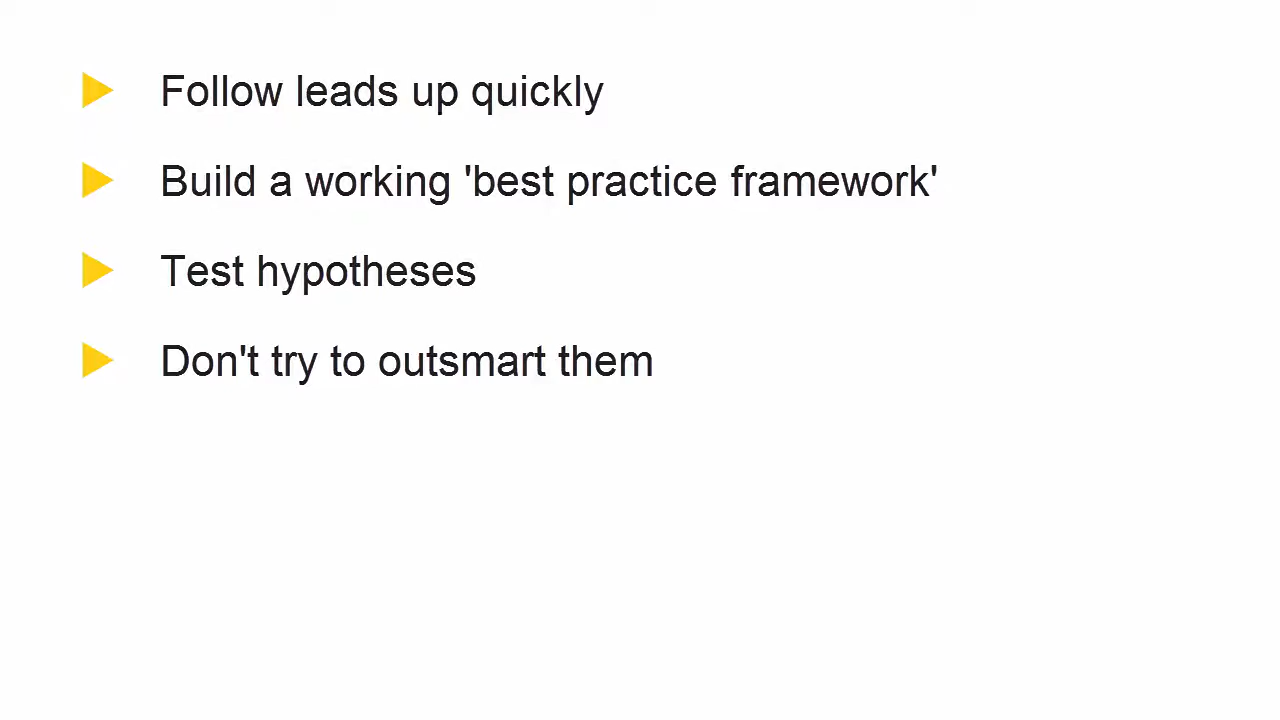 Follow leads up quickly
Build a working 'best practice framework'
Test hypotheses
Don't try to outsmart them